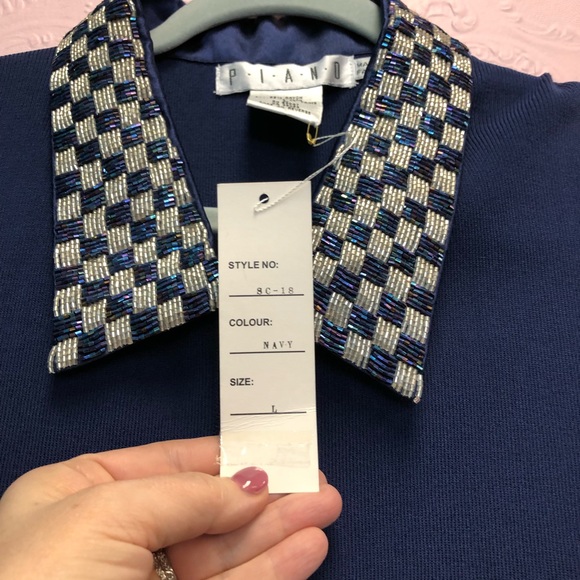 P·I·A·N·O
STYLE NO:
SC-18
COLOUR:
NAVY
SIZE:
L